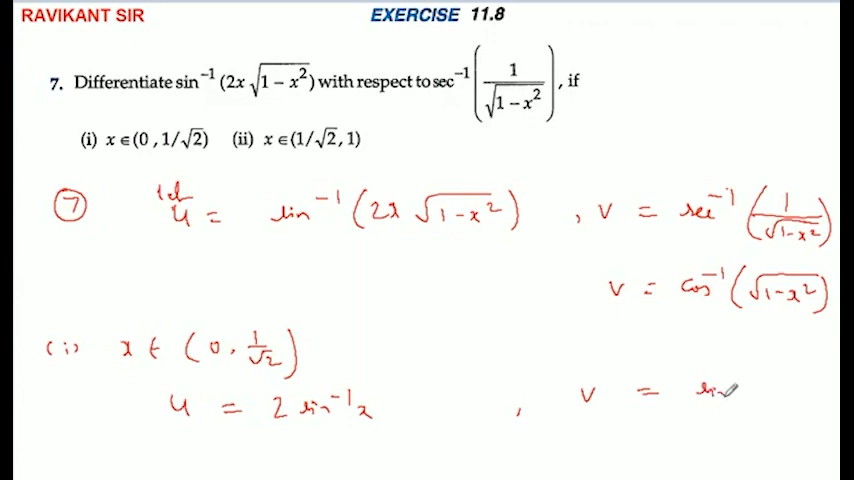 RAVIKANT SIR EXERCISE 11.8
7. Differentiate sin⁻¹ (2x √(1 − x²)) with respect to sec⁻¹ (1/√(1 − x²)), if
(i) x ∈ (0, 1/√2) (ii) x ∈ (1/√2, 1)
⑦ let u = sin⁻¹ (2x √(1−x²)) , v = sec⁻¹ (1/√(1−x²))
v = cos⁻¹ (√(1−x²))
(i) x ∈ (0, 1/√2)
u = 2 sin⁻¹x , v = sin